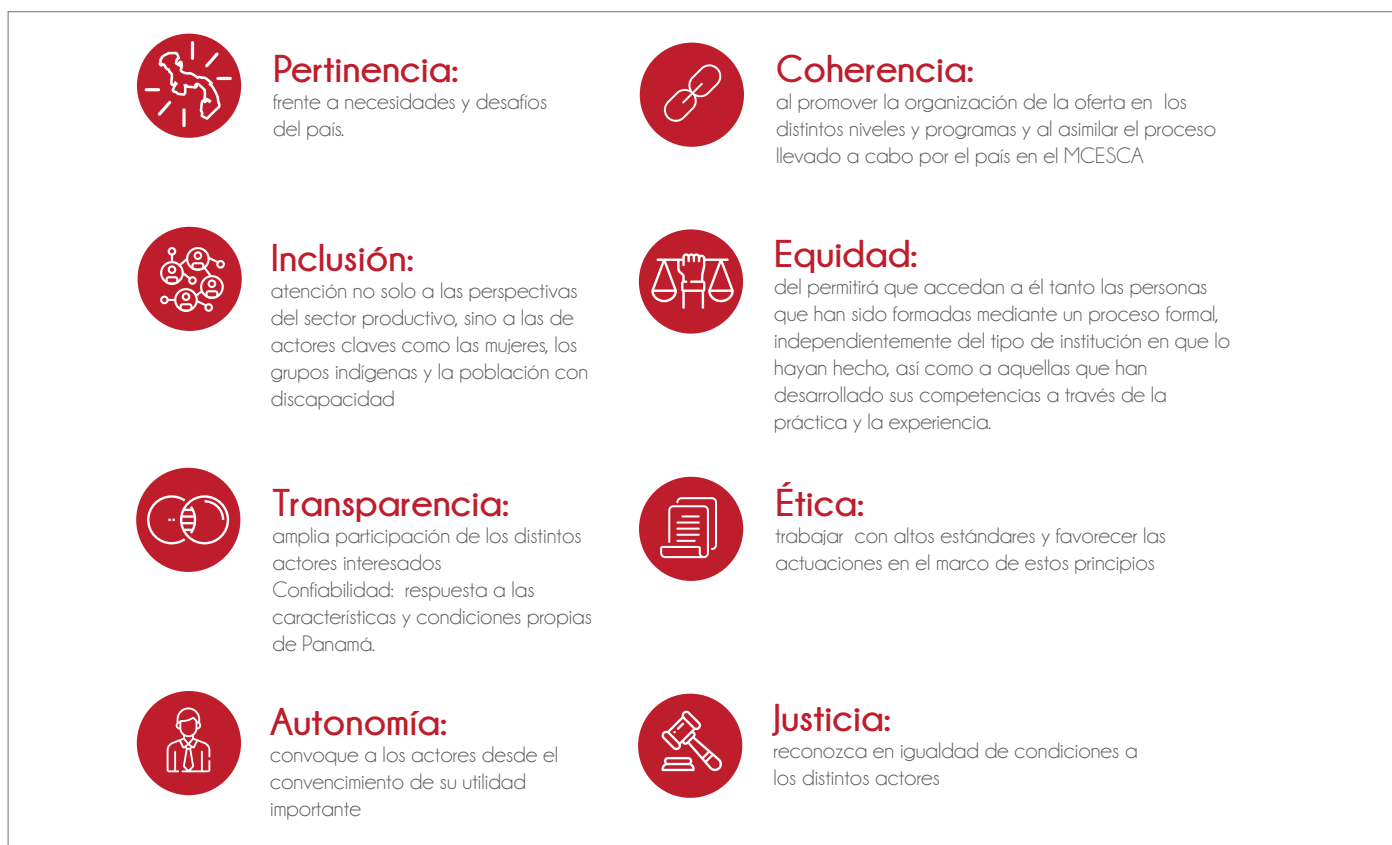 Pertinencia:
frente a necesidades y desafíos
del país.
Coherencia:
al promover la organización de la oferta en los
distintos niveles y programas y al asimilar el proceso
llevado a cabo por el país en el MCESCA
Inclusión:
atención no solo a las perspectivas
del sector productivo, sino a las de
actores claves como las mujeres, los
grupos indígenas y la población con
discapacidad
Equidad:
del permitirá que accedan a él tanto las personas
que han sido formadas mediante un proceso formal,
independientemente del tipo de institución en que lo
hayan hecho, así como a aquellas que han
desarrollado sus competencias a través de la
práctica y la experiencia.
Transparencia:
amplia participación de los distintos
actores interesados
Confiabilidad: respuesta a las
características y condiciones propias
de Panamá.
Ética:
trabajar con altos estándares y favorecer las
actuaciones en el marco de estos principios
Autonomía:
convoque a los actores desde el
convencimiento de su utilidad
importante
Justicia:
reconozca en igualdad de condiciones a
los distintos actores